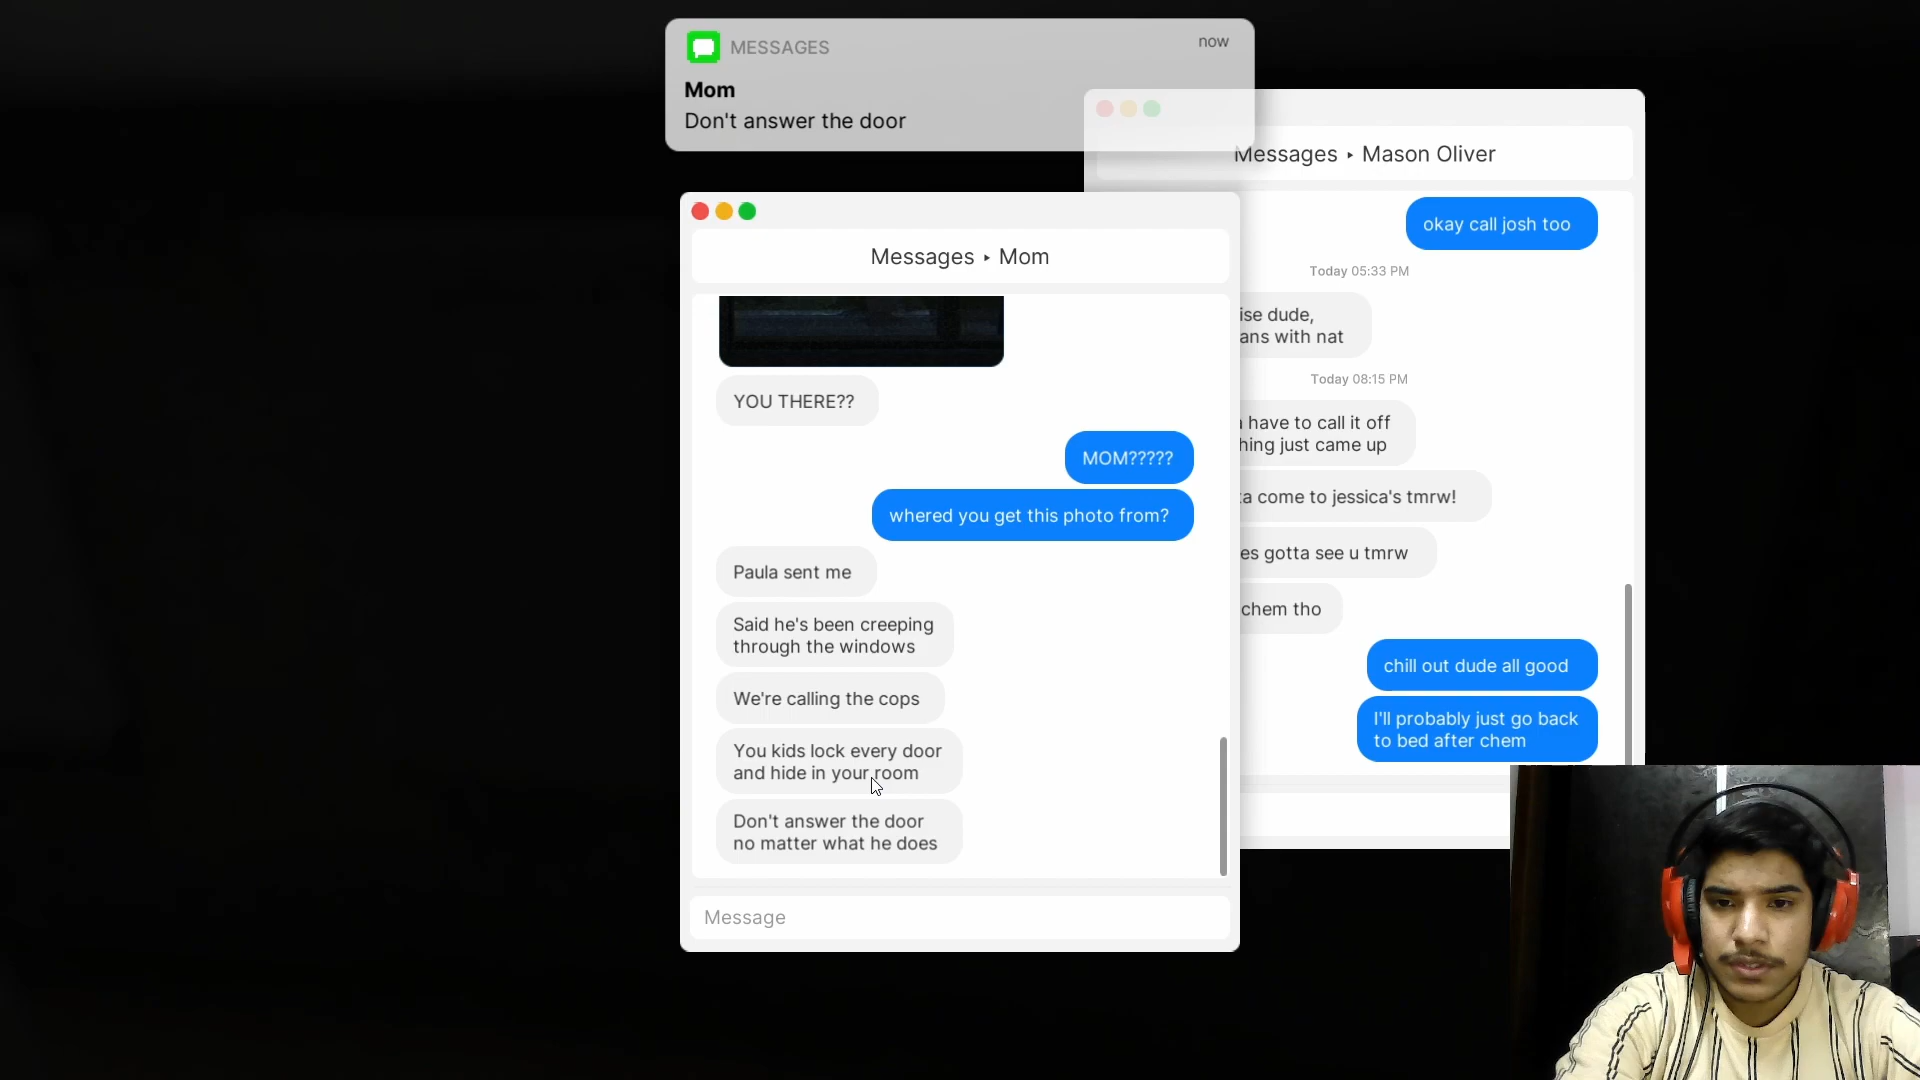 MESSAGES
now
Mom
Don't answer the door
Messages ▸ Mason Oliver
okay call josh too
Today 05:33 PM
dude,
with nat
Today 08:15 PM
have to call it off
just came up
come to jessica's tmrw!
gotta see u tmrw
chem tho
chill out dude all good
I'll probably just go back
to bed after chem
Messages ▸ Mom
YOU THERE??
MOM?????
whered you get this photo from?
Paula sent me
Said he's been creeping
through the windows
We're calling the cops
You kids lock every door
and hide in your room
Don't answer the door
no matter what he does
Message